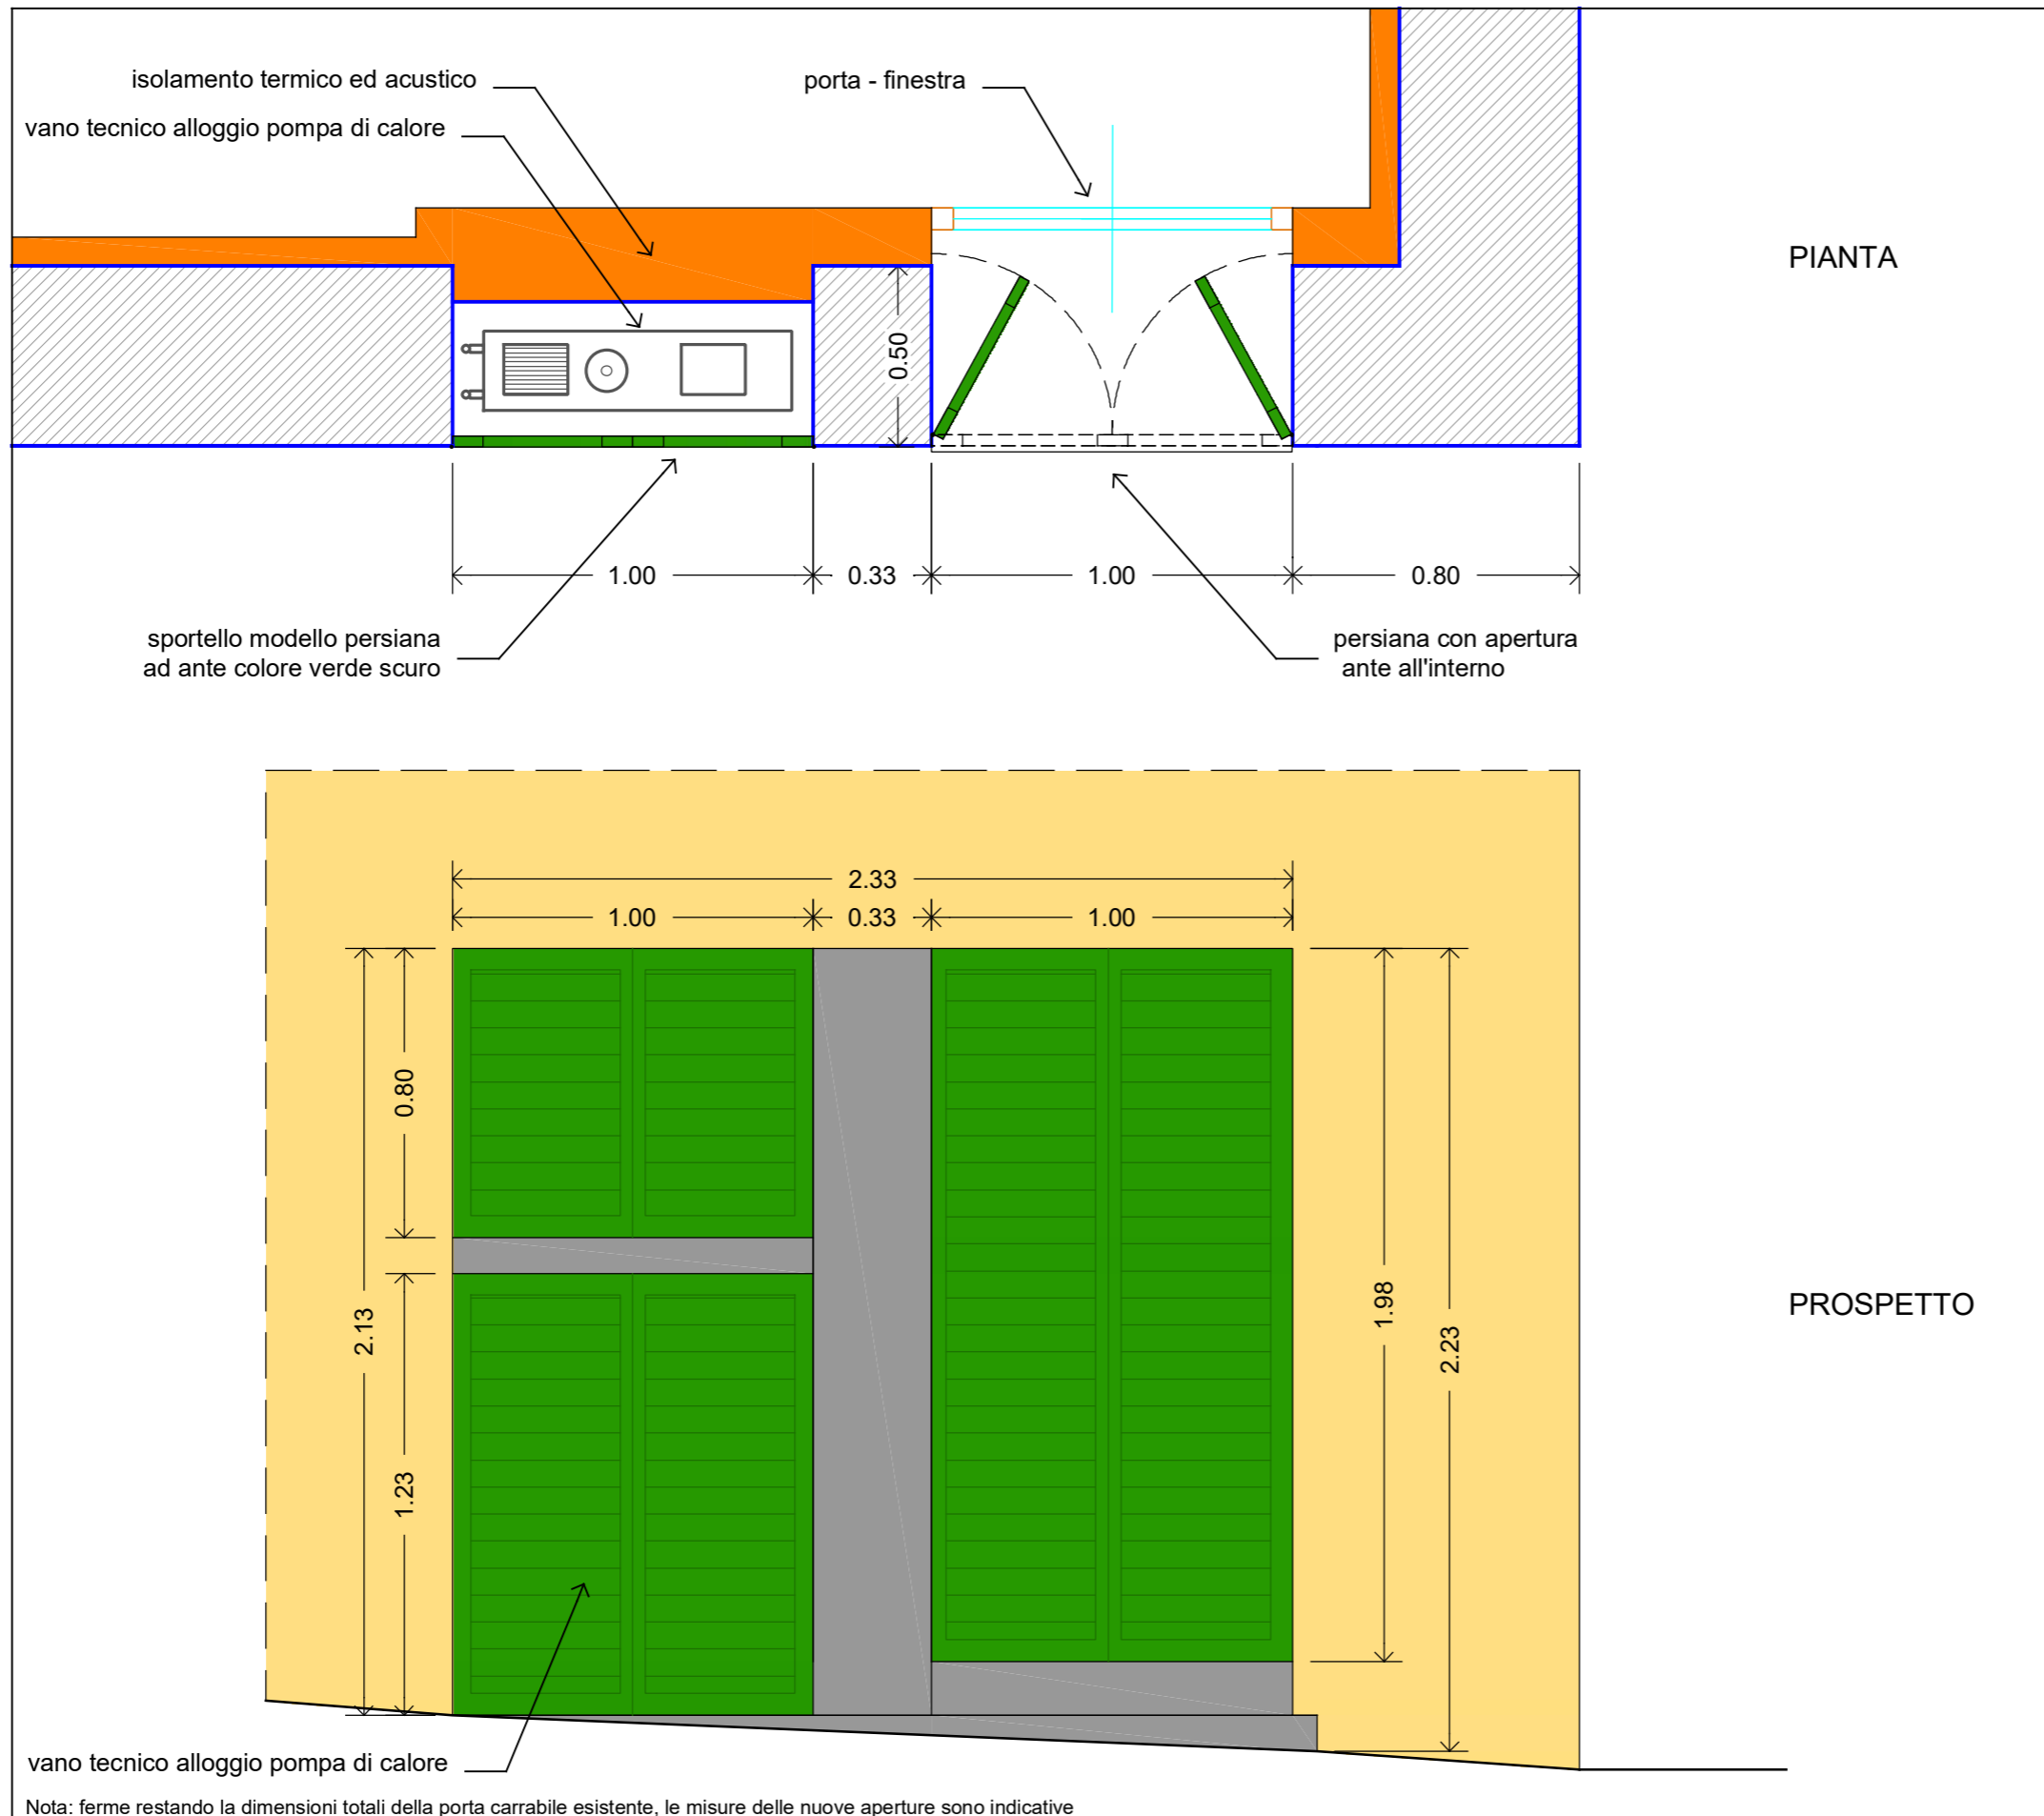 isolamento termico ed acustico
porta - finestra
vano tecnico alloggio pompa di calore
PIANTA
0.50
1.00
0.33
1.00
0.80
sportello modello persiana
ad ante colore verde scuro
persiana con apertura
ante all'interno
2.33
1.00
0.33
1.00
0.80
2.13
1.23
1.98
2.23
PROSPETTO
vano tecnico alloggio pompa di calore
Nota: ferme restando la dimensioni totali della porta carrabile esistente, le misure delle nuove aperture sono indicative